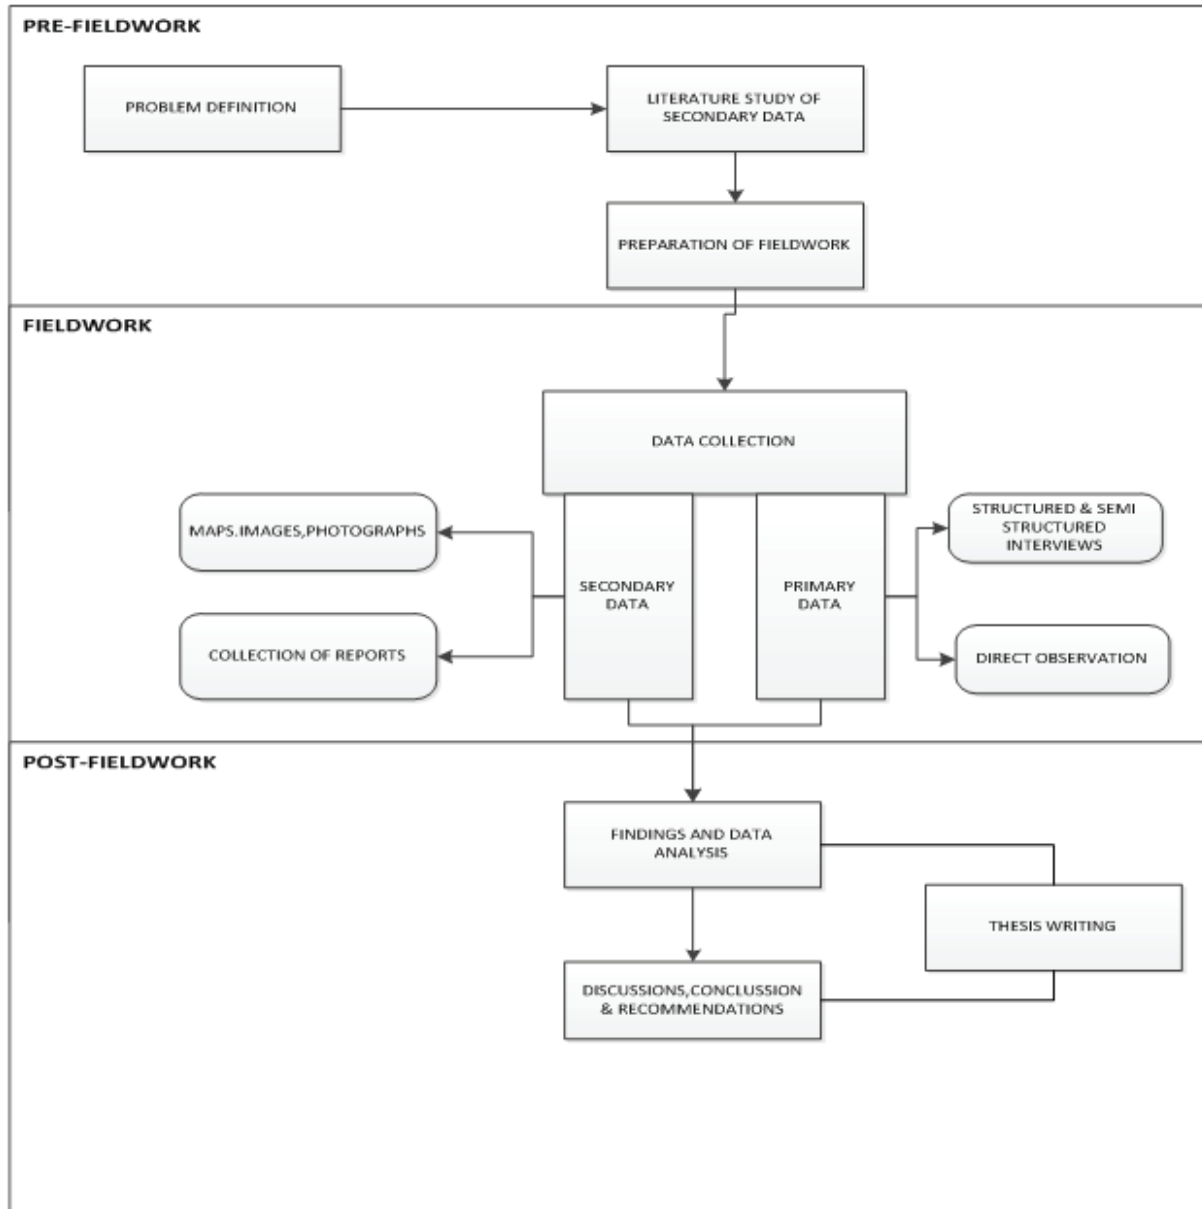 PRE-FIELDWORK
PROBLEM DEFINITION
LITERATURE STUDY OF
SECONDARY DATA
PREPARATION OF FIELDWORK
FIELDWORK
DATA COLLECTION
MAPS.IMAGES,PHOTOGRAPHS
COLLECTION OF REPORTS
SECONDARY
DATA
PRIMARY
DATA
STRUCTURED & SEMI
STRUCTURED
INTERVIEWS
DIRECT OBSERVATION
POST-FIELDWORK
FINDINGS AND DATA
ANALYSIS
THESIS WRITING
DISCUSSIONS,CONCLUSSION
& RECOMMENDATIONS